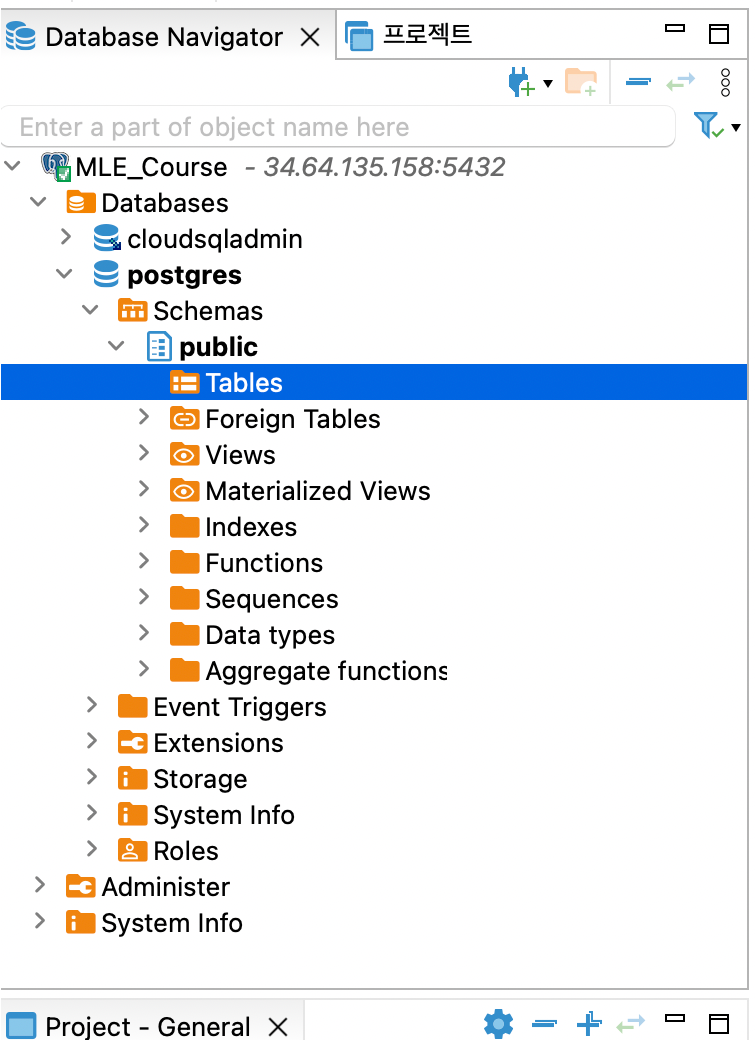 Database Navigator
프로젝트
Enter a part of object name here
MLE_Course - 34.64.135.158:5432
Databases
cloudsqladmin
postgres
Schemas
public
Tables
Foreign Tables
Views
Materialized Views
Indexes
Functions
Sequences
Data types
Aggregate functions
Event Triggers
Extensions
Storage
System Info
Roles
Administer
System Info
Project - General